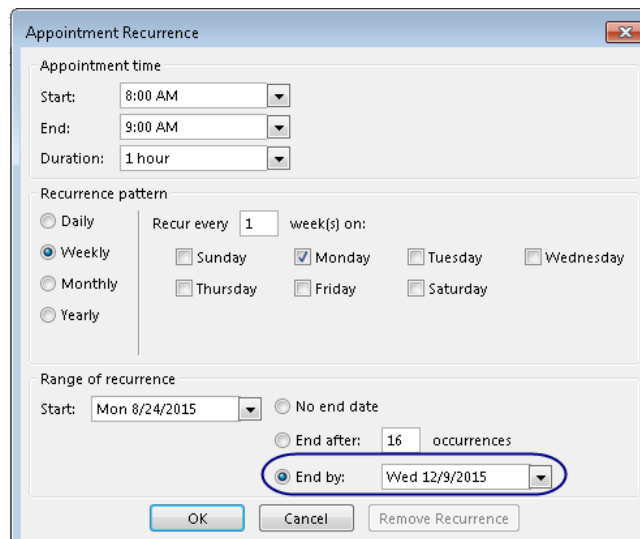 Appointment Recurrence
Appointment time
Start: 8:00 AM
End: 9:00 AM
Duration: 1 hour
Recurrence pattern
Daily
Recur every 1 week(s) on:
Weekly
Sunday Monday Tuesday Wednesday
Monthly
Thursday Friday Saturday
Yearly
Range of recurrence
Start: Mon 8/24/2015 No end date
End after: 16 occurrences
End by: Wed 12/9/2015
OK Cancel Remove Recurrence